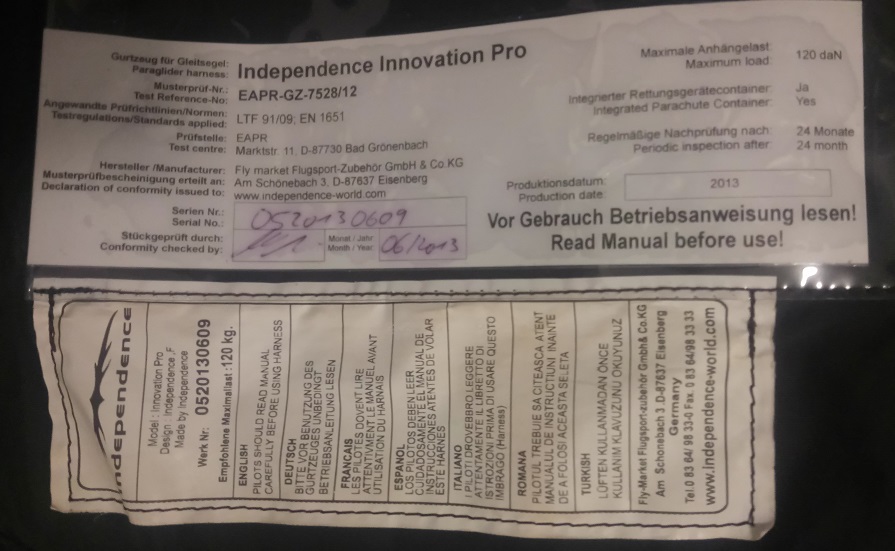 Gurtzeug für Gleitsegel:
Paraglider harness:
Independence Innovation Pro
Musterprüf-Nr.:
Test Reference-No:
EAPR-GZ-7528/12
Angewandte Prüfrichtlinien/Normen:
Testregulations/Standards applied:
LTF 91/09; EN 1651
Prüfstelle: EAPR
Test centre: Marktstr. 11, D-87730 Bad Grönenbach
Hersteller /Manufacturer: Fly market Flugsport-Zubehör GmbH & Co.KG
Musterprüfbescheinigung erteilt an: Am Schönebach 3, D-87637 Eisenberg
Declaration of conformity issued to: www.independence-world.com
Serien Nr.:
Serial No.:
0520130609
Stückgeprüft durch:
Conformity checked by:
Monat / Jahr:
Month / Year:
06/2013
Maximale Anhängelast:
Maximum load:
120 daN
Integrierter Rettungsgerätecontainer: Ja
Integrated Parachute Container: Yes
Regelmäßige Nachprüfung nach: 24 Monate
Periodic inspection after: 24 month
Produktionsdatum:
Production date:
2013
Vor Gebrauch Betriebsanweisung lesen!
Read Manual before use!
Independence
Model : Innovation Pro
Design : Independence ,F
Made by Independence
Werk Nr: 0520130609
Empfohlene Maximallast :120 kg.
ENGLISH
PILOTS SHOULD READ MANUAL
CAREFULLY BEFORE USING HARNESS
DEUTSCH
BITTE VOR BENUTZUNG DES
GURTZEUGES UNBEDINGT
BETRIEBSANLEITUNG LESEN
FRANCAIS
LES PILOTES DOVENT LIRE
ATTENTIVMENT LE MANUEL AVANT
UTILISATION DU HARNAIS
ESPANOL
LOS PILOTOS DEBEN LEER
CUIDADOSAMENTE EL MANUAL DE
INSTRUCCIONES ATENTES DE VOLAR
ESTE HARNES
ITALIANO
I PILOTI DROVEBBRO LEGGERE
ATTENTAMENTE IL LIBRETTO DI
ISTROZIONI PRIMA DI USARE QUESTO
IMBRAGO (Harness)
ROMANA
PILOTUL TREBUIE SA CITEASCA ATENT
MANUALUL DE INSTRUCTIUNI INAINTE
DE A FOLOSI ACEASTA SELETA
TURKISH
LÜFTEN KULLANMADAN ÖNCE
KULLANIM KLAVUZUNU OKUYUNUZ
Fly-Market Flugsport-zubehör Gmbh& Co.KG
Am Schönebach 3 .D-87637 Eisenberg
Germany
Tel.0 83 64/ 98 33-0 Fax. 0 83 64/98 33 33
www.independence-world.com